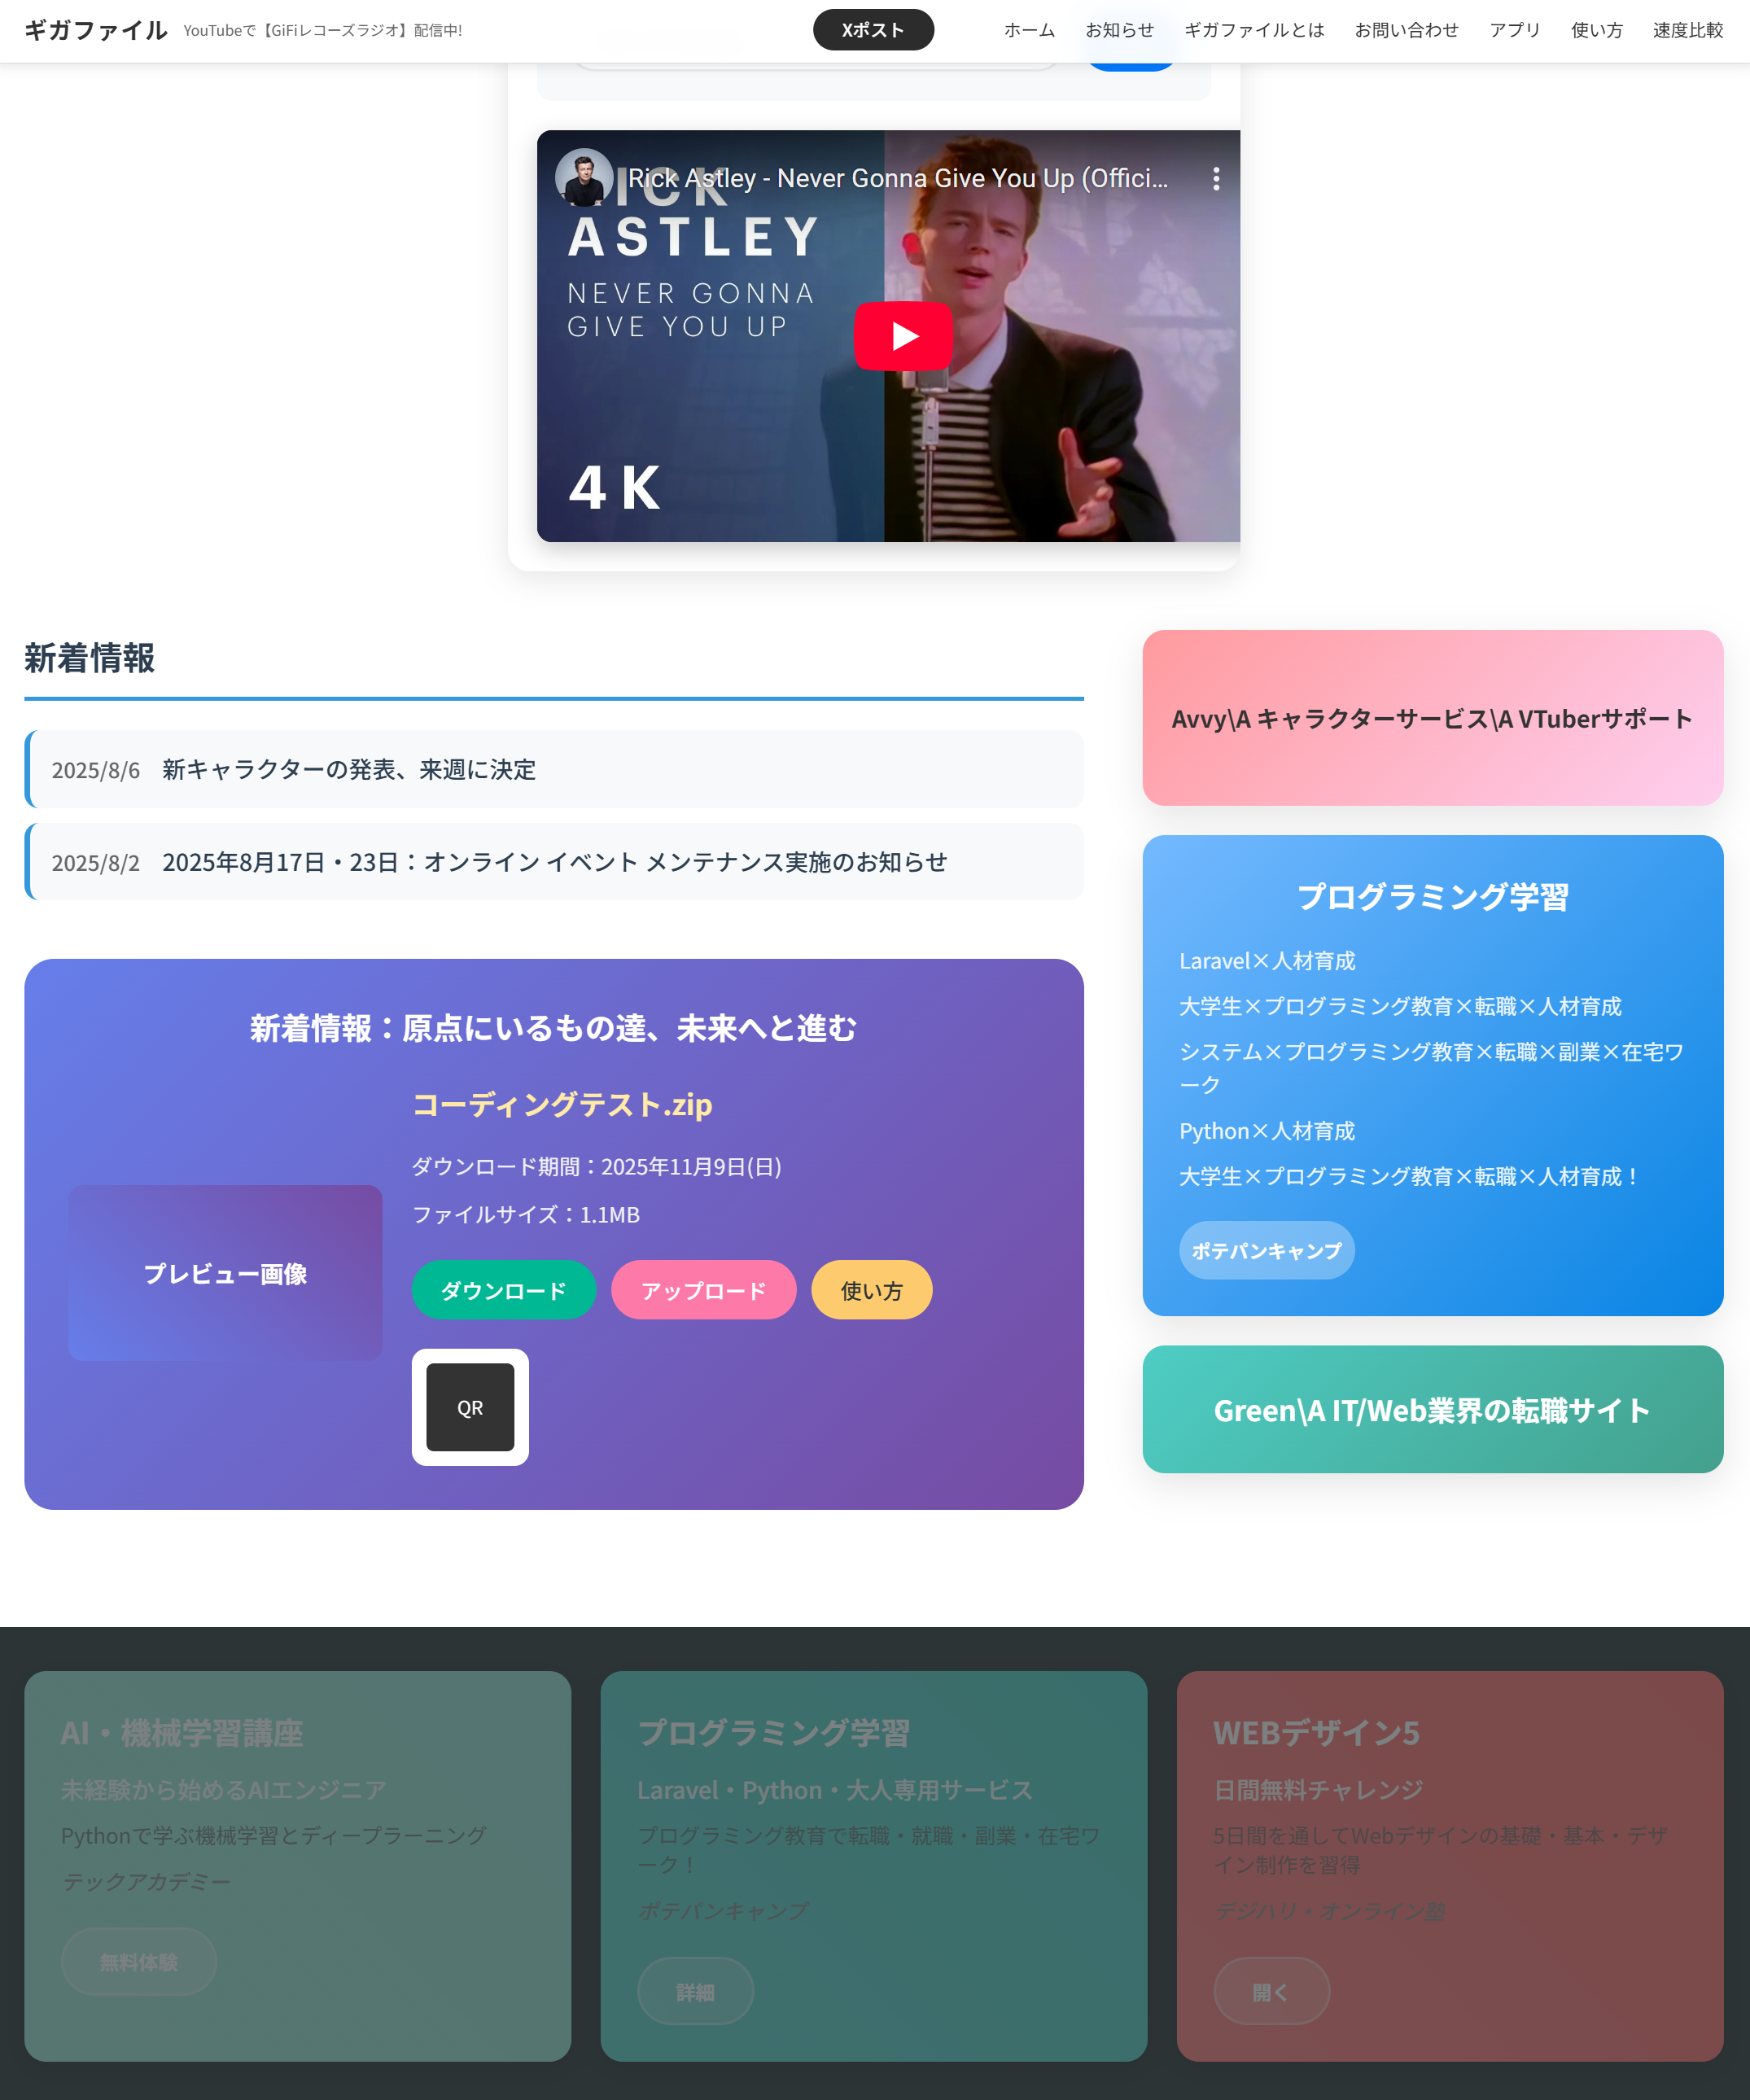 ギガファイル YouTubeで【GiFiレコーズラジオ】配信中! Xポスト ホーム お知らせ ギガファイルとは お問い合わせ アプリ 使い方 速度比較
Rick Astley - Never Gonna Give You Up (Offici...
RICK
ASTLEY
NEVER GONNA
GIVE YOU UP
4K
新着情報
2025/8/6 新キャラクターの発表、来週に決定
2025/8/2 2025年8月17日・23日：オンライン イベント メンテナンス実施のお知らせ
新着情報：原点にいるもの達、未来へと進む
プレビュー画像
コーディングテスト.zip
ダウンロード期間：2025年11月9日(日)
ファイルサイズ：1.1MB
ダウンロード アップロード 使い方
QR
Avvy\A キャラクターサービス\A VTuberサポート
プログラミング学習
Laravel×人材育成
大学生×プログラミング教育×転職×人材育成
システム×プログラミング教育×転職×副業×在宅ワ
ーク
Python×人材育成
大学生×プログラミング教育×転職×人材育成！
ポテパンキャンプ
Green\A IT/Web業界の転職サイト
AI・機械学習講座
未経験から始めるAIエンジニア
Pythonで学ぶ機械学習とディープラーニング
テックアカデミー
無料体験
プログラミング学習
Laravel・Python・大人専用サービス
プログラミング教育で転職・就職・副業・在宅ワ
ーク！
ポテパンキャンプ
詳細
WEBデザイン5
日間無料チャレンジ
5日間を通してWebデザインの基礎・基本・デザ
イン制作を習得
デジハリ・オンライン塾
開く